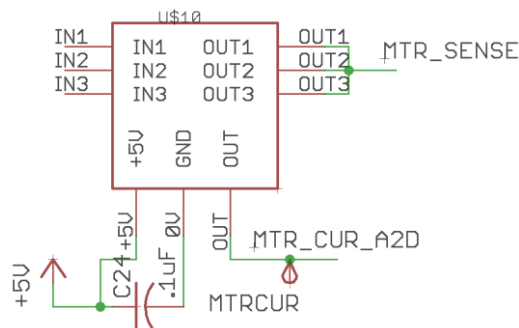 U$10
IN1 IN1 OUT1 OUT1
IN2 IN2 OUT2 OUT2
IN3 IN3 OUT3 OUT3
MTR_SENSE
+5V GND OUT
+5V 0V OUT
MTR_CUR_A2D
+5V C24 .1uF
MTRCUR